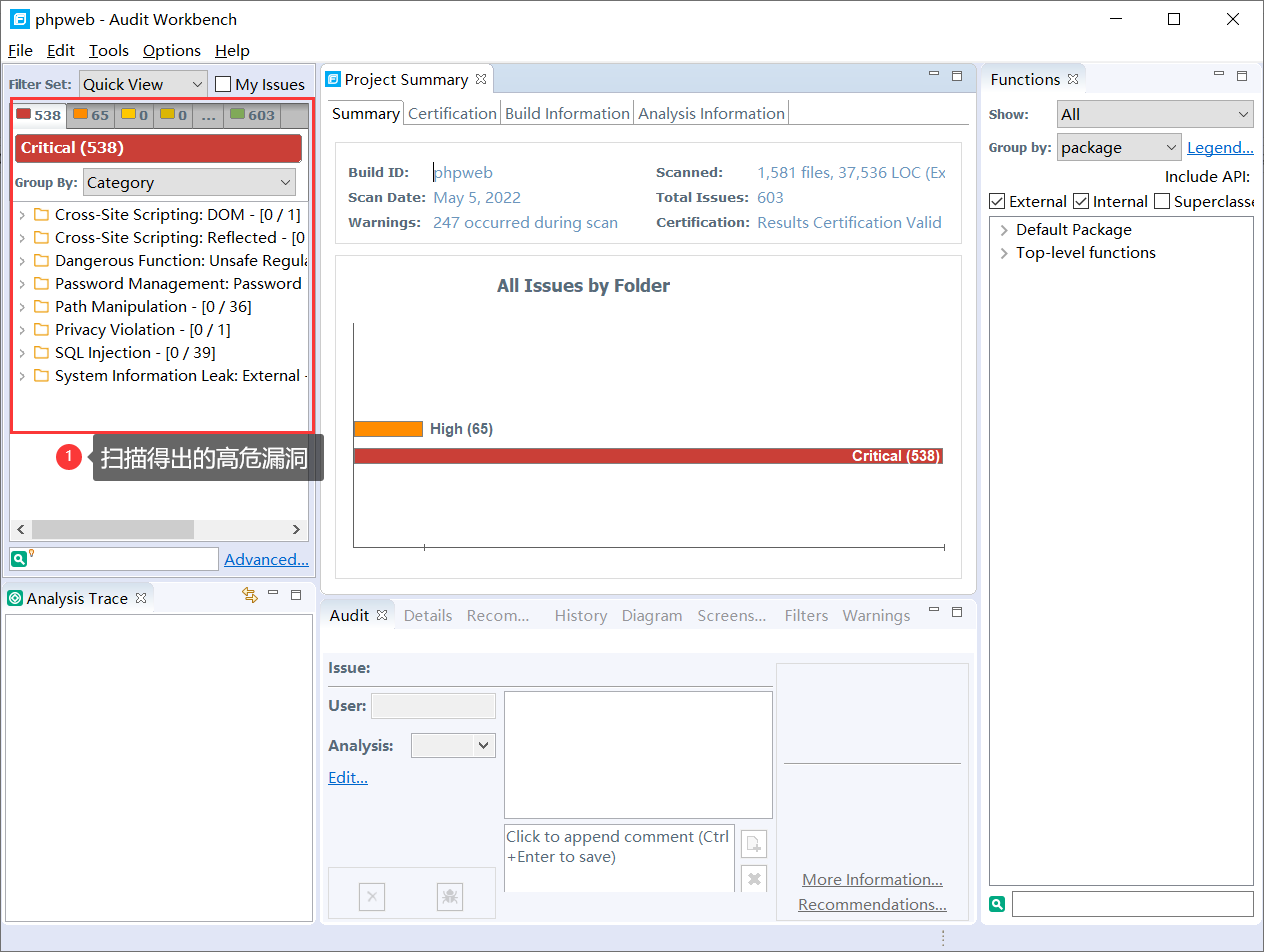 phpweb - Audit Workbench
File Edit Tools Options Help
Filter Set: Quick View My Issues
538 65 0 0 ... 603
Critical (538)
Group By: Category
Cross-Site Scripting: DOM - [0 / 1]
Cross-Site Scripting: Reflected - [0
Dangerous Function: Unsafe Regula
Password Management: Password
Path Manipulation - [0 / 36]
Privacy Violation - [0 / 1]
SQL Injection - [0 / 39]
System Information Leak: External -
1 扫描得出的高危漏洞
Advanced...
Analysis Trace
Project Summary
Summary Certification Build Information Analysis Information
Build ID: phpweb Scanned: 1,581 files, 37,536 LOC (Ex
Scan Date: May 5, 2022 Total Issues: 603
Warnings: 247 occurred during scan Certification: Results Certification Valid
All Issues by Folder
High (65)
Critical (538)
Audit Details Recom... History Diagram Screens... Filters Warnings
Issue:
User:
Analysis:
Edit...
Click to append comment (Ctrl
+Enter to save)
More Information...
Recommendations...
Functions
Show: All
Group by: package Legend...
Include API:
External Internal Superclasse
Default Package
Top-level functions